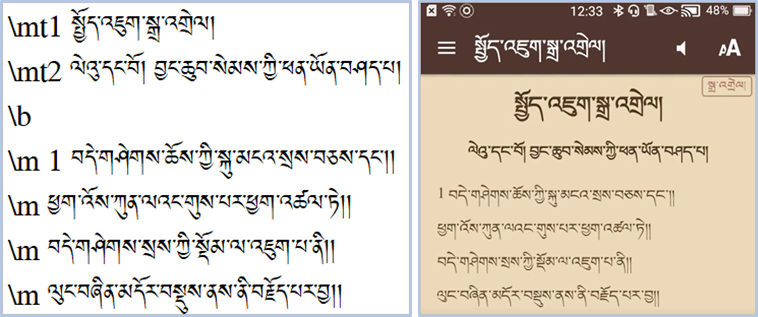 \mt1 སྤྱོད་འཇུག་སྒྲ་འགྲེལ།
\mt2 ལེའུ་དང་པོ། བྱང་ཆུབ་སེམས་ཀྱི་ཕན་ཡོན་བཤད་པ།
\b
\m 1 བདེ་གཤེགས་ཆོས་ཀྱི་སྐུ་མངའ་སྲས་བཅས་དང་།།
\m ཕྱག་འོས་ཀུན་ལའང་གུས་པར་ཕྱག་འཚལ་ཏེ།།
\m བདེ་གཤེགས་སྲས་ཀྱི་སྡོམ་ལ་འཇུག་པ་ནི།།
\m ལུང་བཞིན་མདོར་བསྡུས་ནས་ནི་བརྗོད་པར་བྱ།།
12:33 48%
སྤྱོད་འཇུག་སྒྲ་འགྲེལ། AA
སྒྲ་འགྲེལ།
སྤྱོད་འཇུག་སྒྲ་འགྲེལ།
ལེའུ་དང་པོ། བྱང་ཆུབ་སེམས་ཀྱི་ཕན་ཡོན་བཤད་པ།
1 བདེ་གཤེགས་ཆོས་ཀྱི་སྐུ་མངའ་སྲས་བཅས་དང་།།
ཕྱག་འོས་ཀུན་ལའང་གུས་པར་ཕྱག་འཚལ་ཏེ།།
བདེ་གཤེགས་སྲས་ཀྱི་སྡོམ་ལ་འཇུག་པ་ནི།།
ལུང་བཞིན་མདོར་བསྡུས་ནས་ནི་བརྗོད་པར་བྱ།།